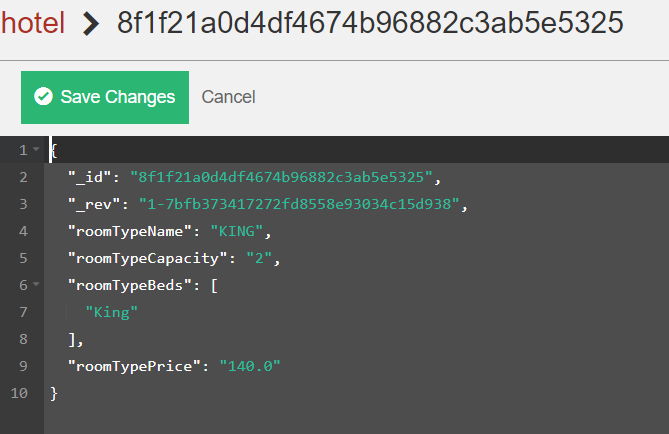 hotel > 8f1f21a0d4df4674b96882c3ab5e5325
Save Changes Cancel
1 {
2 "_id": "8f1f21a0d4df4674b96882c3ab5e5325",
3 "_rev": "1-7bfb373417272fd8558e93034c15d938",
4 "roomTypeName": "KING",
5 "roomTypeCapacity": "2",
6 "roomTypeBeds": [
7 "King"
8 ],
9 "roomTypePrice": "140.0"
10 }